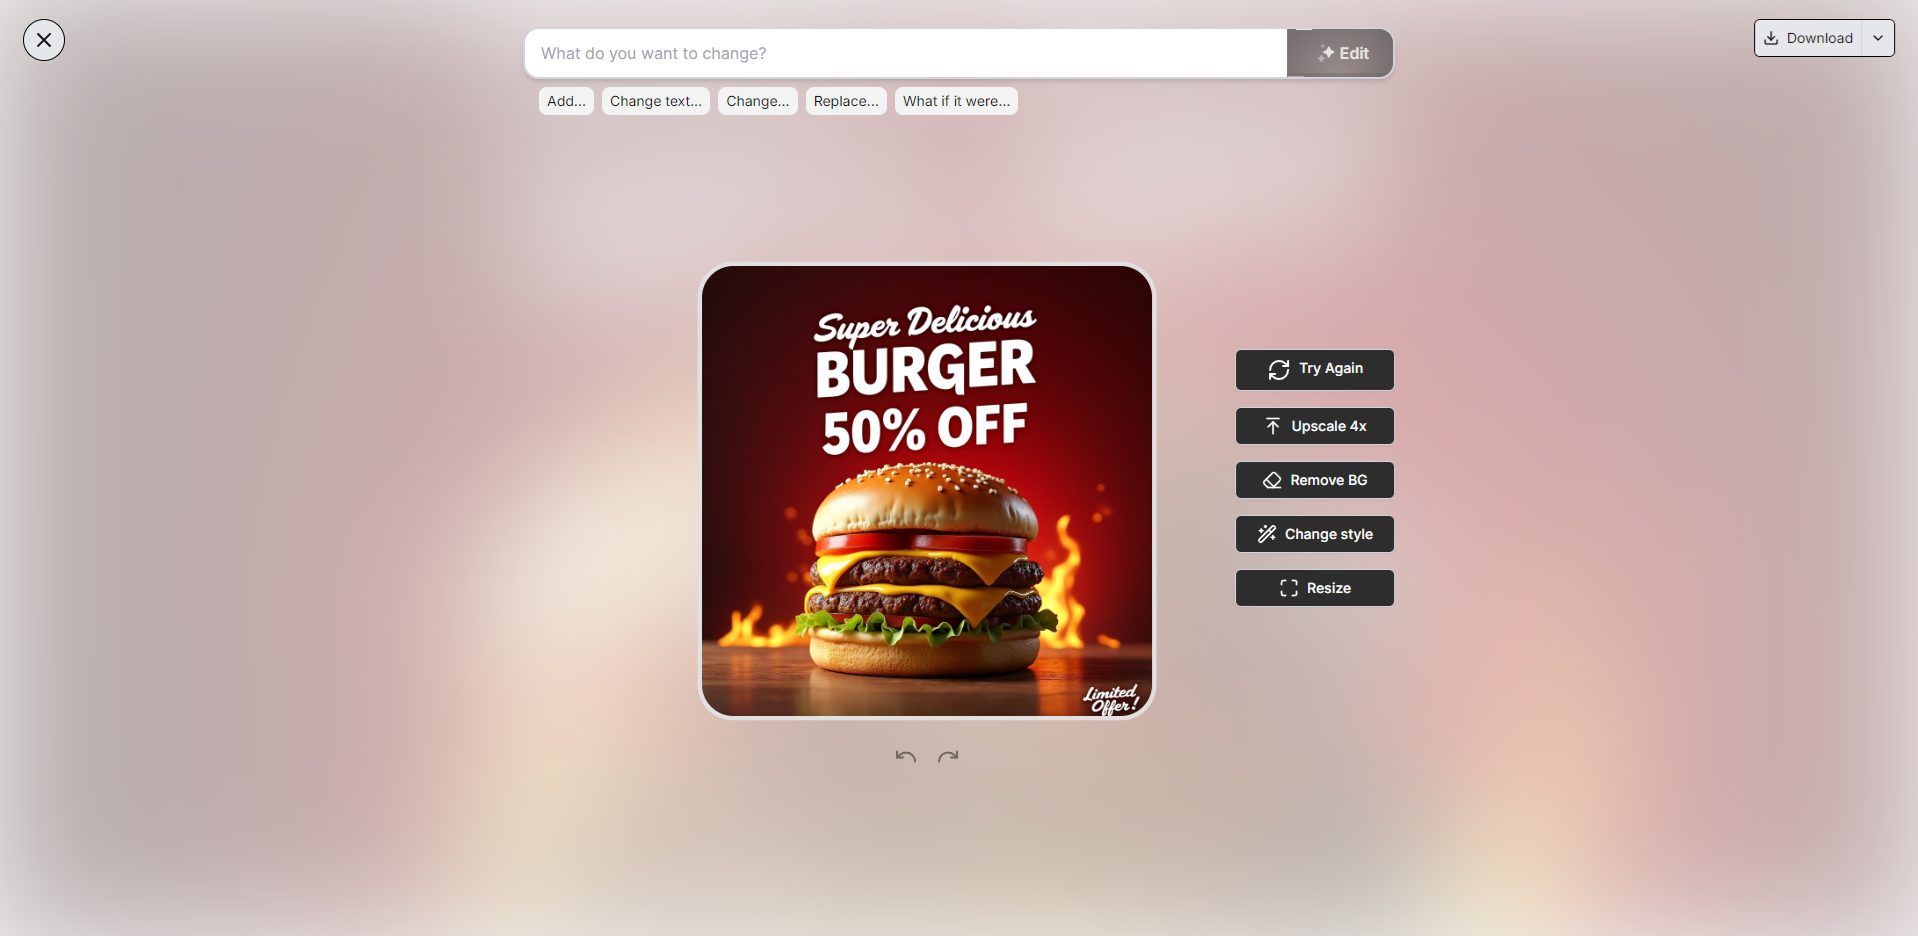 What do you want to change?
Edit
Download
Add...
Change text...
Change...
Replace...
What if it were...
Super Delicious
BURGER
50% OFF
Limited
Offer!
Try Again
Upscale 4x
Remove BG
Change style
Resize